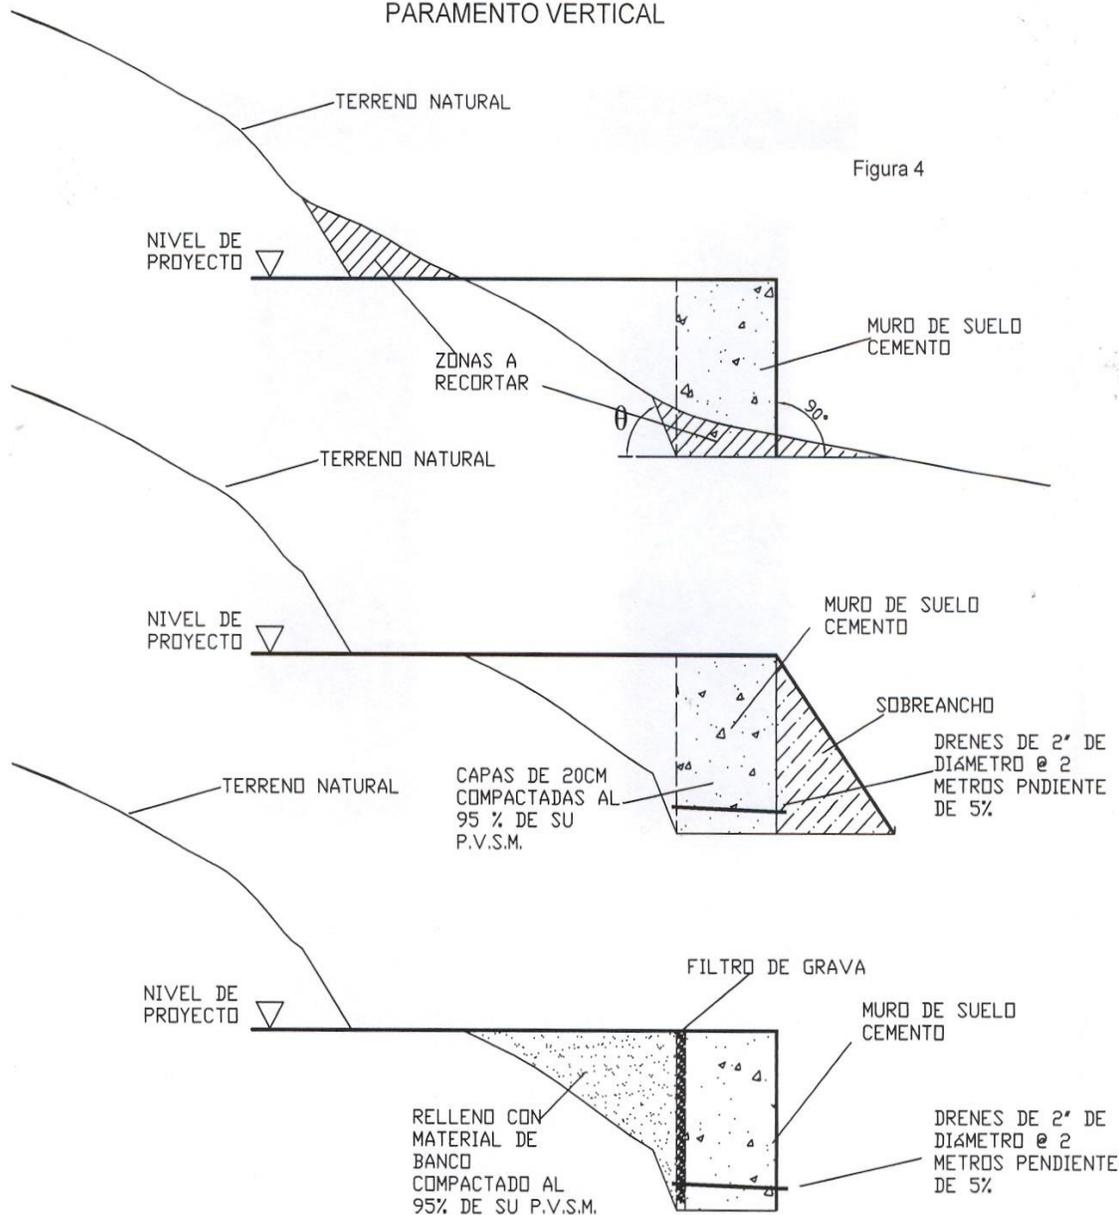 PARAMENTO VERTICAL
TERRENO NATURAL
Figura 4
NIVEL DE
PROYECTO
MURO DE SUELO
CEMENTO
ZONAS A
RECORTAR
θ
90°
TERRENO NATURAL
NIVEL DE
PROYECTO
MURO DE SUELO
CEMENTO
SOBREANCHO
DRENES DE 2" DE
DIÁMETRO @ 2
METROS PNDIENTE
DE 5%
CAPAS DE 20CM
COMPACTADAS AL
95 % DE SU
P.V.S.M.
TERRENO NATURAL
FILTRO DE GRAVA
NIVEL DE
PROYECTO
MURO DE SUELO
CEMENTO
RELLENO CON
MATERIAL DE
BANCO
COMPACTADO AL
95% DE SU P.V.S.M.
DRENES DE 2" DE
DIÁMETRO @ 2
METROS PENDIENTE
DE 5%